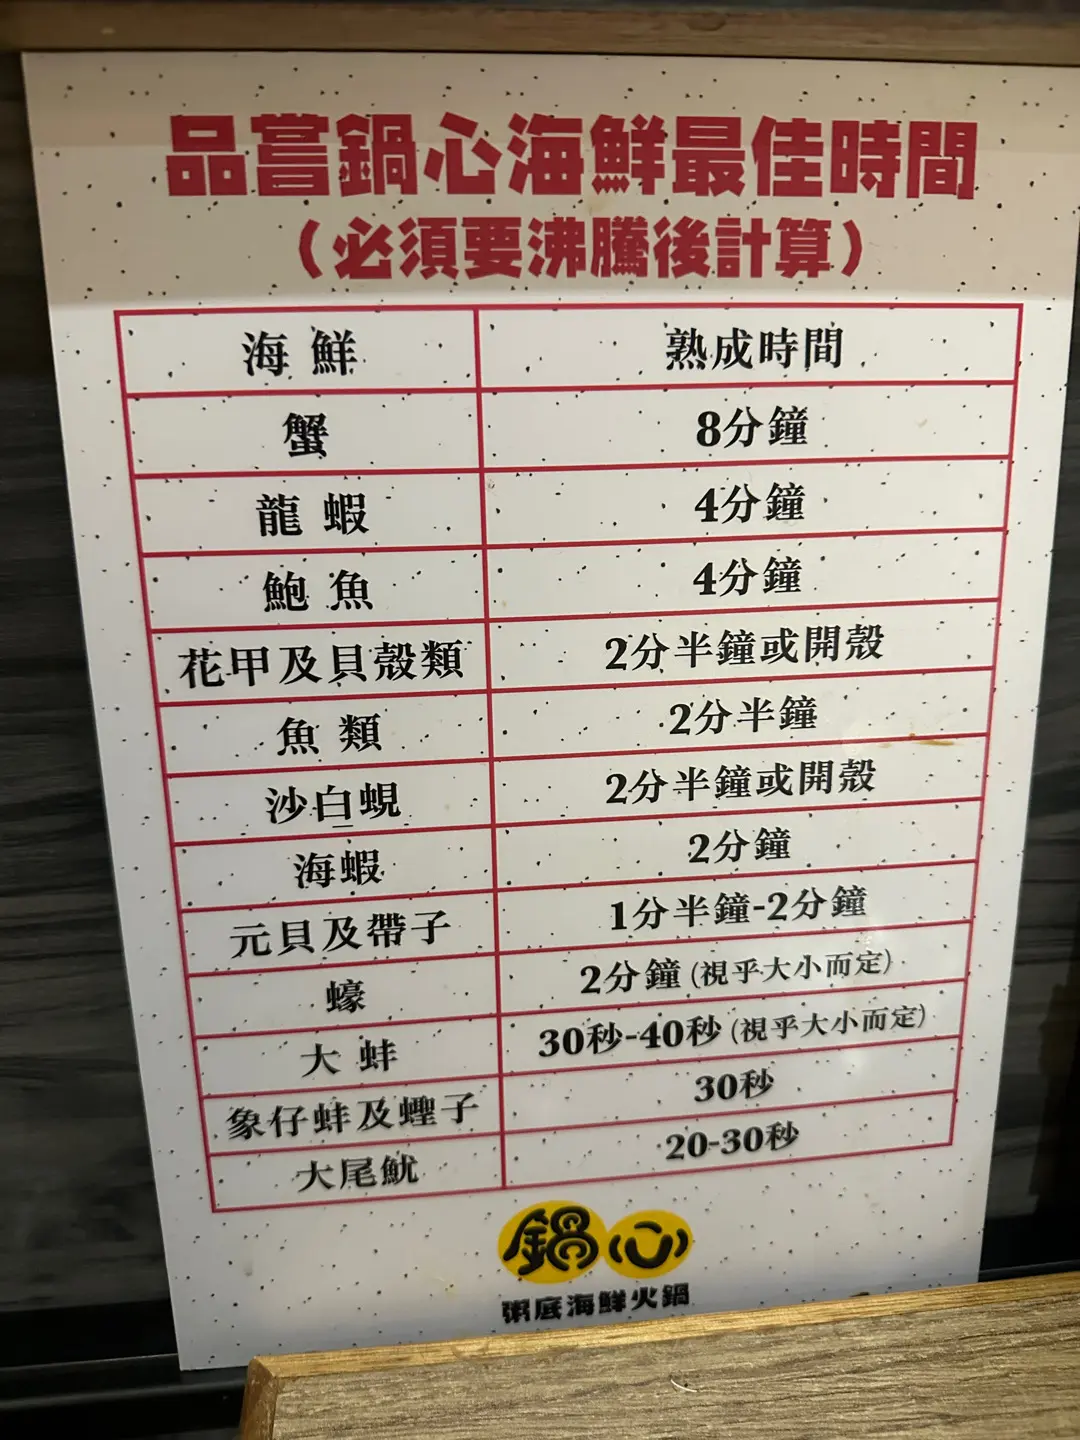 品嘗鍋心海鮮最佳時間
（必須要沸騰後計算）
海鮮 熟成時間
蟹 8分鐘
龍蝦 4分鐘
鮑魚 4分鐘
花甲及貝殼類 2分半鐘或開殼
魚類 2分半鐘
沙白蜆 2分半鐘或開殼
海蝦 2分鐘
元貝及帶子 1分半鐘-2分鐘
蠔 2分鐘(視乎大小而定)
大蚌 30秒-40秒(視乎大小而定)
象仔蚌及蟶子 30秒
大尾魷 20-30秒
鍋心
粥底海鮮火鍋